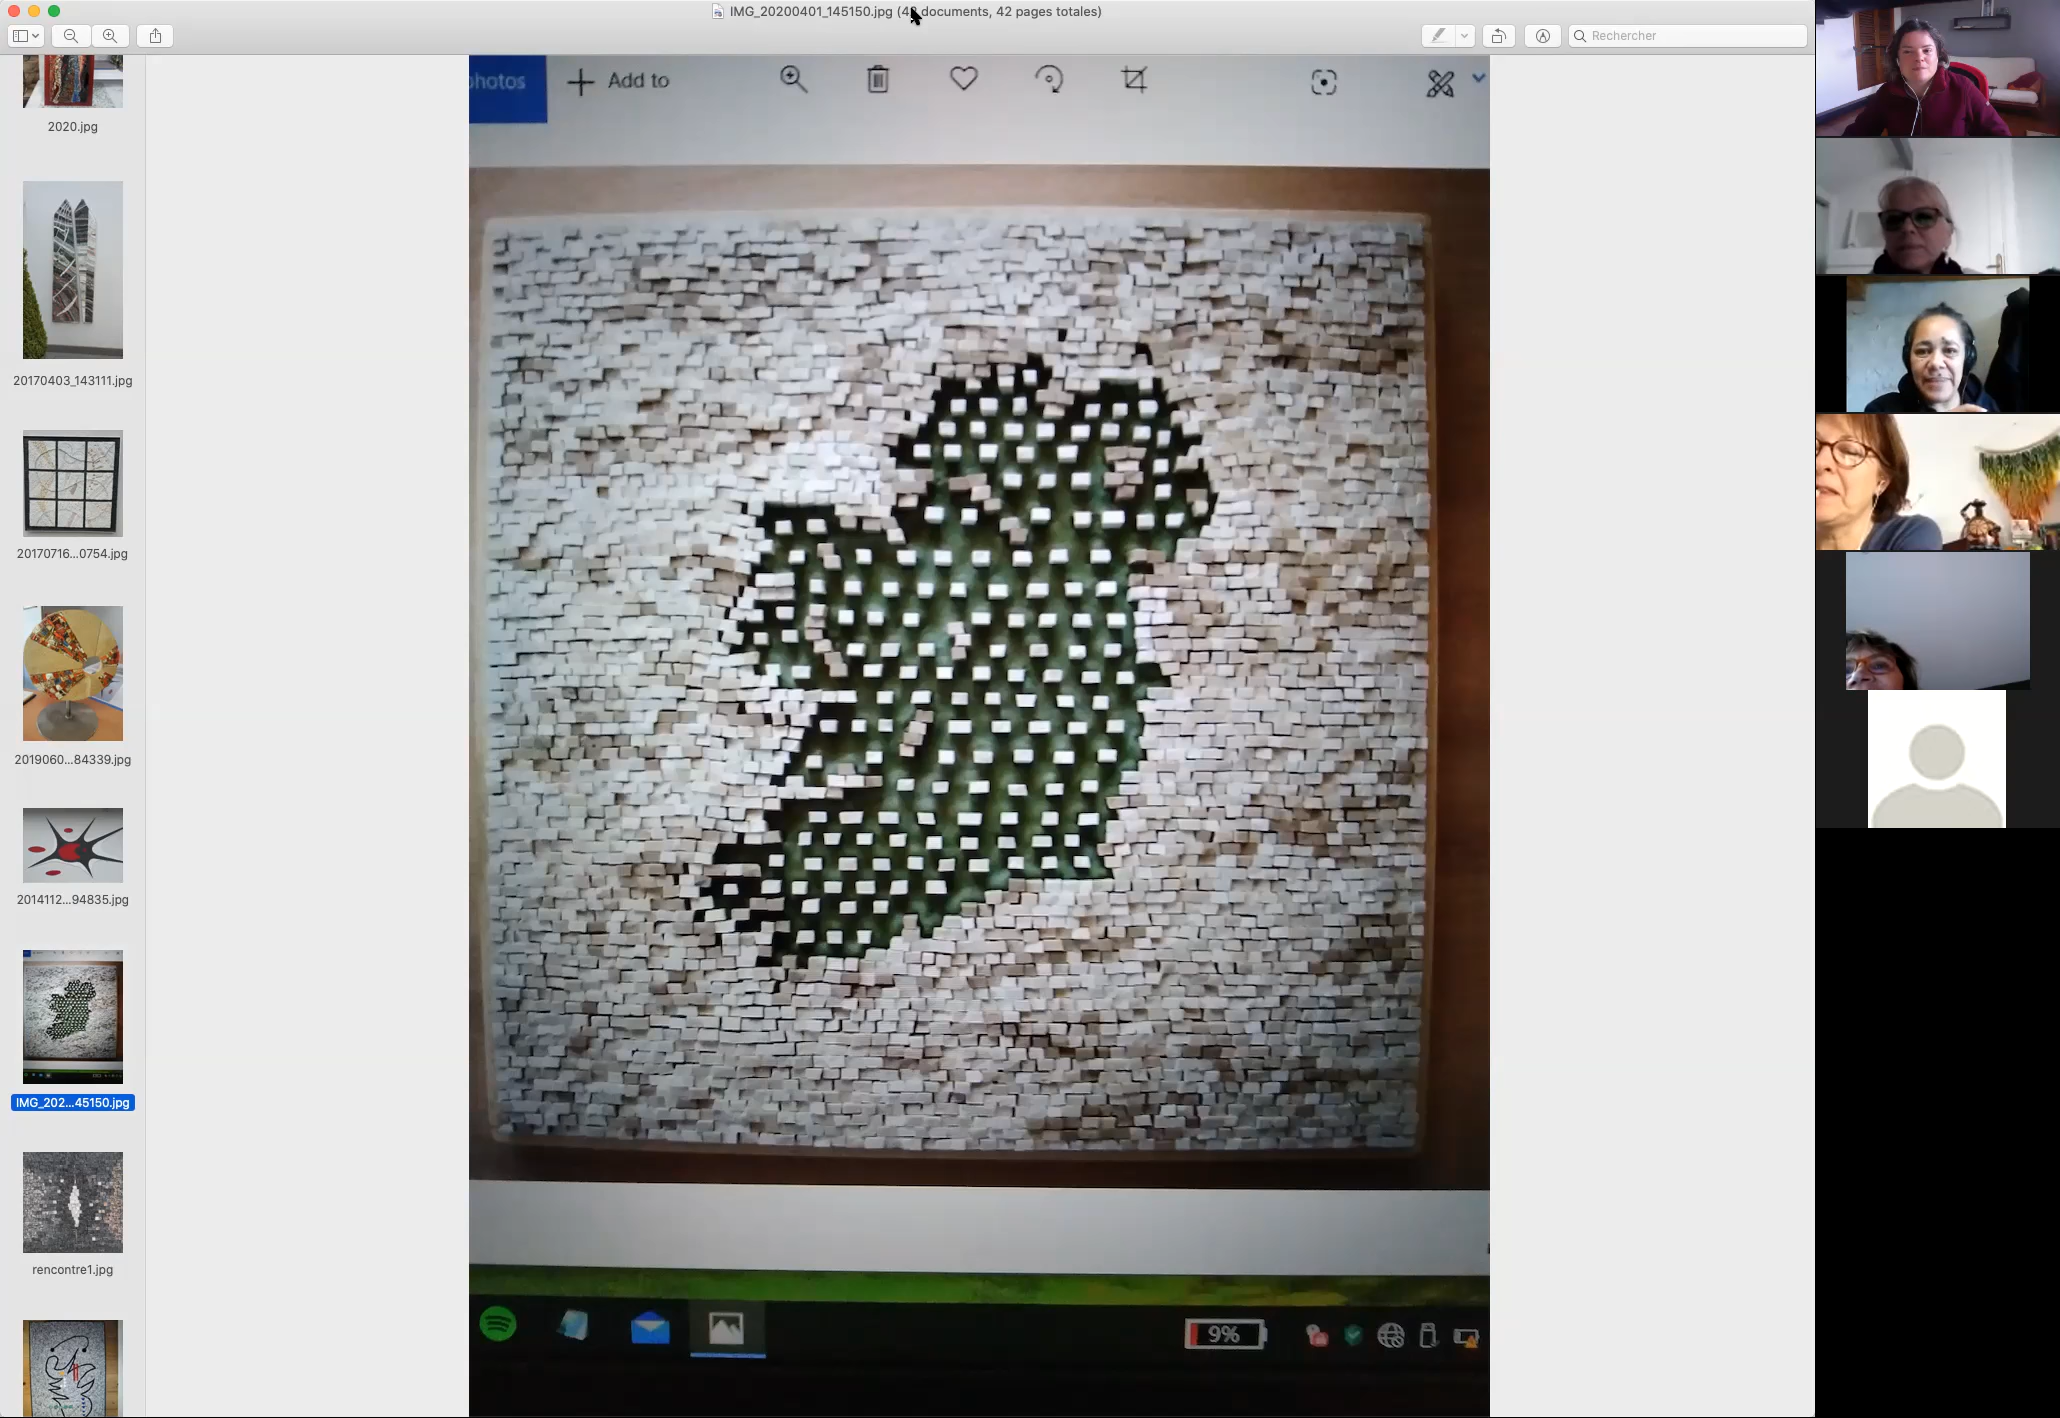 IMG_20200401_145150.jpg (42 documents, 42 pages totales)
Rechercher
2020.jpg
20170403_143111.jpg
20170716...0754.jpg
2019060...84339.jpg
2014112...94835.jpg
IMG_202...45150.jpg
rencontre1.jpg
photos
Add to
9%